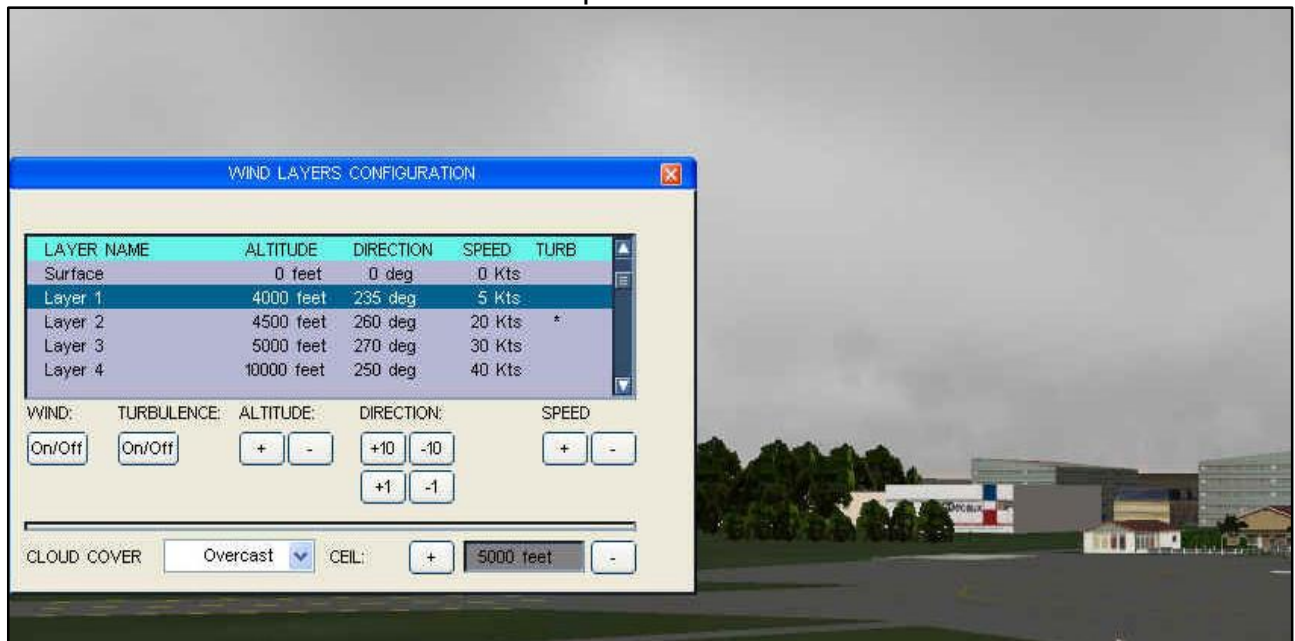 WIND LAYERS CONFIGURATION
LAYER NAME ALTITUDE DIRECTION SPEED TURB
Surface 0 feet 0 deg 0 Kts
Layer 1 4000 feet 235 deg 5 Kts
Layer 2 4500 feet 260 deg 20 Kts *
Layer 3 5000 feet 270 deg 30 Kts
Layer 4 10000 feet 250 deg 40 Kts
WIND: TURBULENCE: ALTITUDE: DIRECTION: SPEED
On/Off On/Off + - +10 -10 + -
+1 -1
CLOUD COVER Overcast CEIL: + 5000 feet -
Decaux